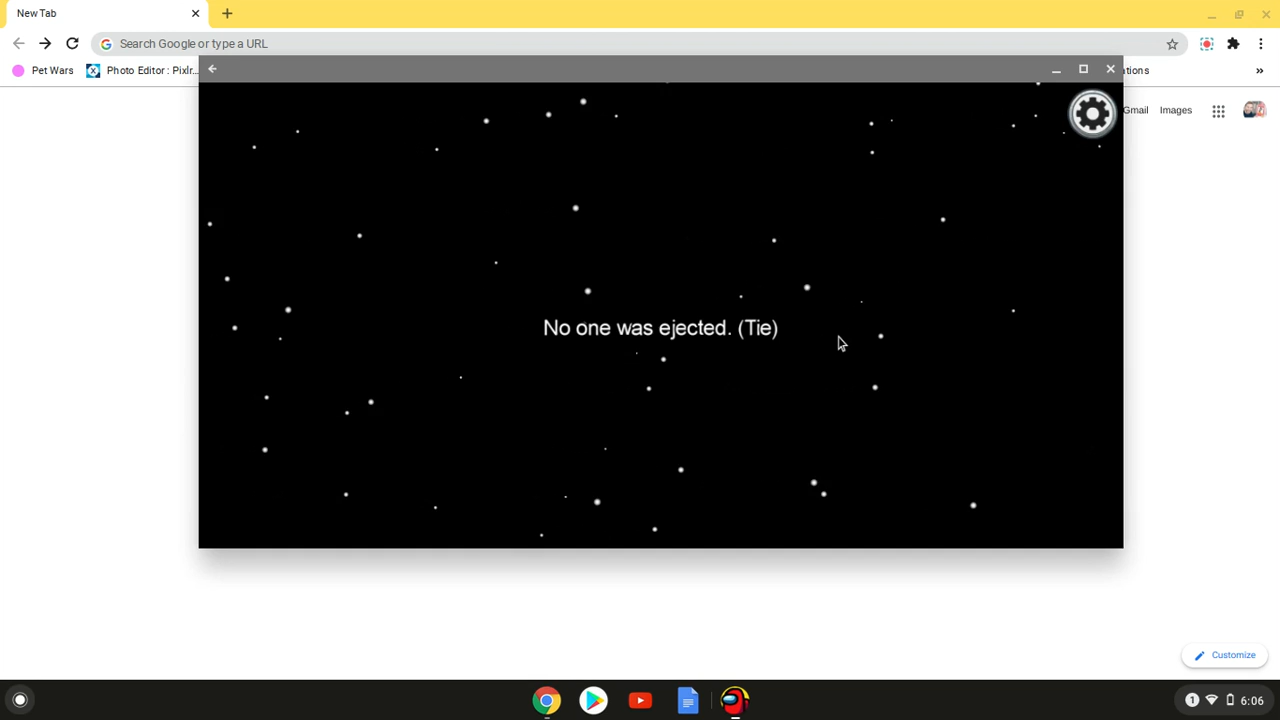 New Tab
Search Google or type a URL
Pet Wars
Photo Editor : Pixlr...
ations
»
Gmail
Images
No one was ejected. (Tie)
Customize
1
6:06